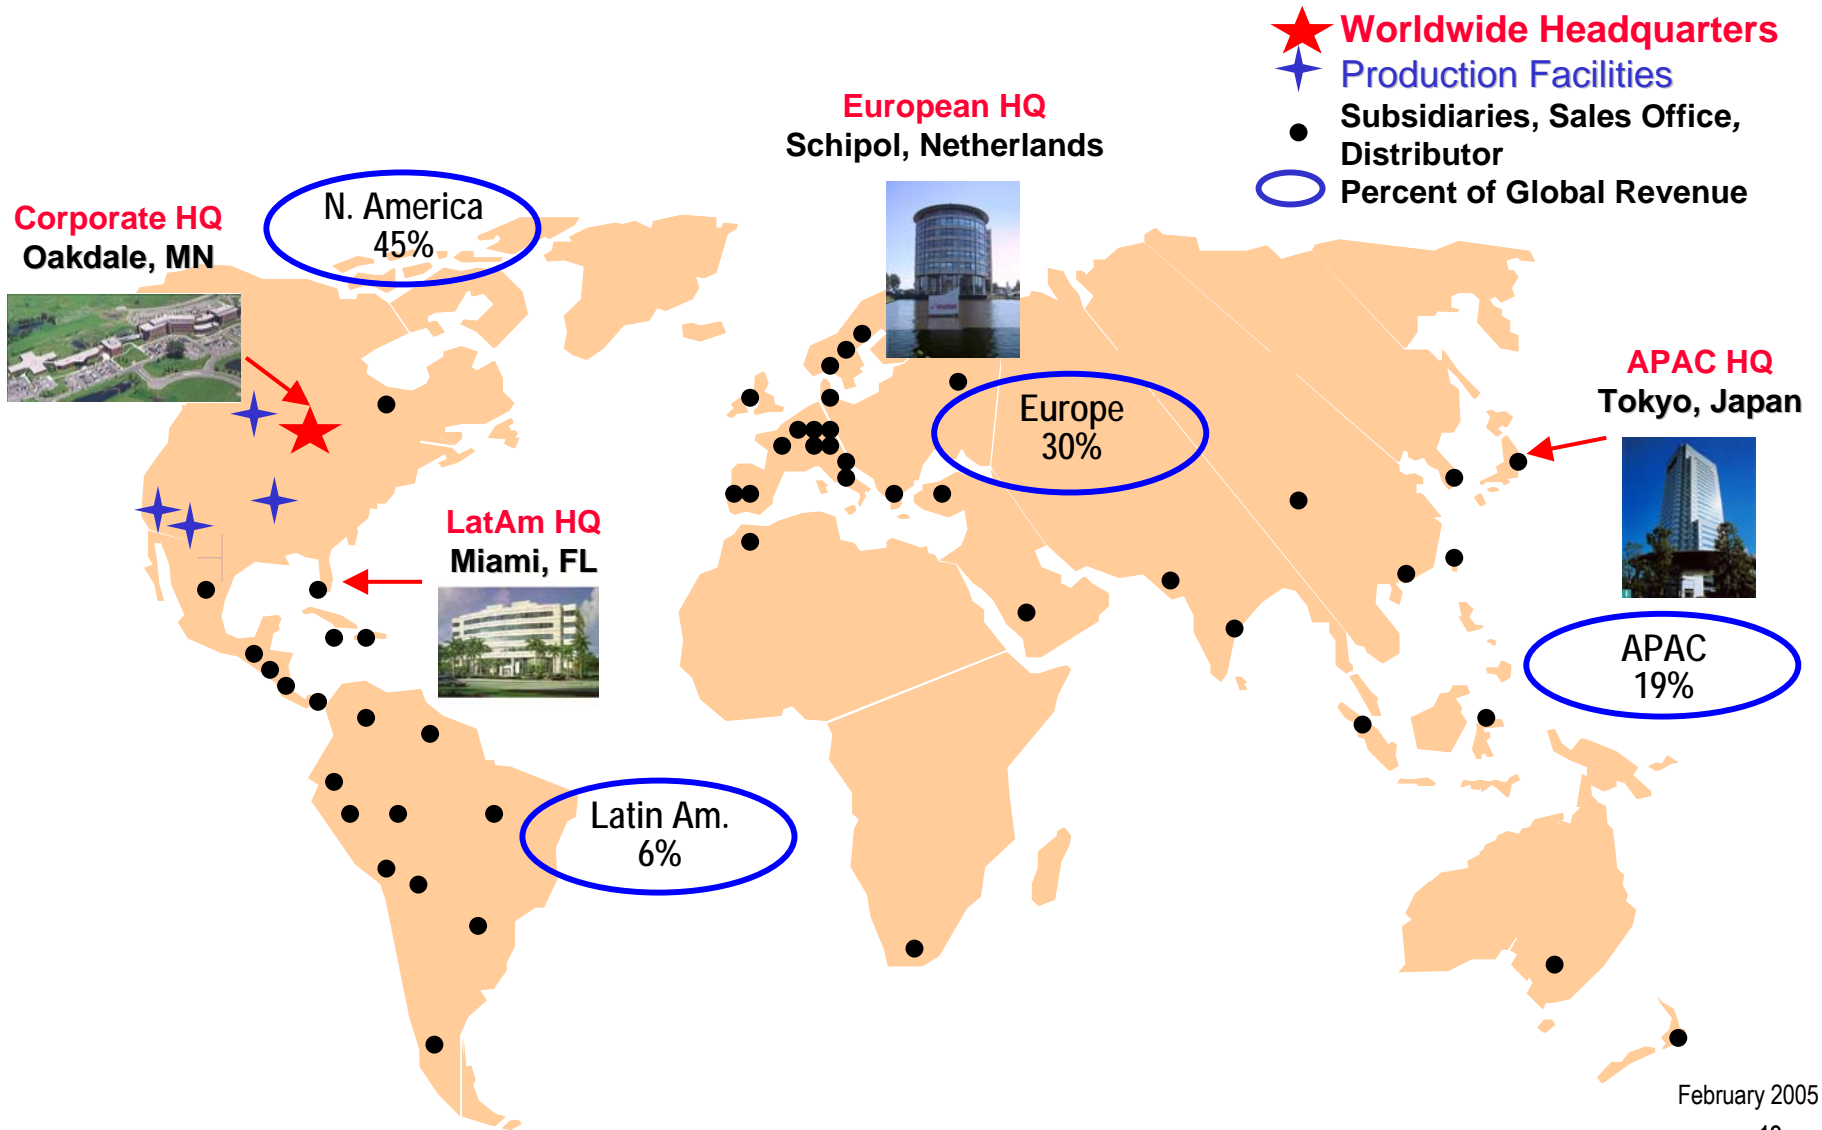 Worldwide Headquarters
Production Facilities
Subsidiaries, Sales Office,
Distributor
Percent of Global Revenue
European HQ
Schipol, Netherlands
N. America
45%
Corporate HQ
Oakdale, MN
APAC HQ
Tokyo, Japan
Europe
30%
LatAm HQ
Miami, FL
APAC
19%
Latin Am.
6%
February 2005